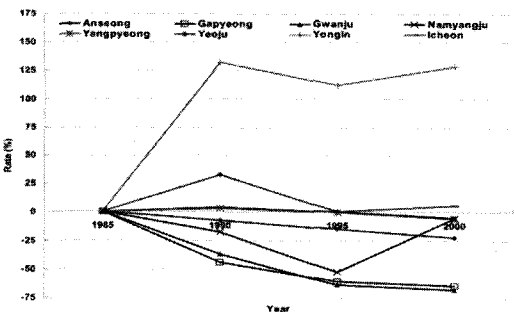 175
Anseong Gapyeong Gwanju Namyangju
Yangpyeong Yeoju Yongin Icheon
150
125
100
75
50
25
0
-25
-50
-75
Rate (%)
1985 1990 1995 2000
Year